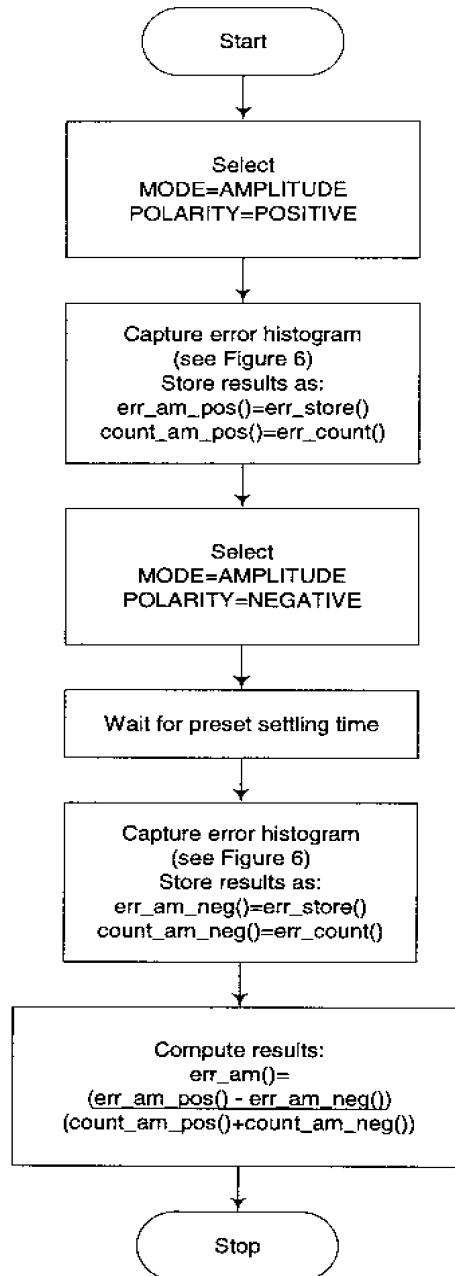 Start
Select
MODE=AMPLITUDE
POLARITY=POSITIVE
Capture error histogram
(see Figure 6)
Store results as:
err_am_pos()=err_store()
count_am_pos()=err_count()
Select
MODE=AMPLITUDE
POLARITY=NEGATIVE
Wait for preset settling time
Capture error histogram
(see Figure 6)
Store results as:
err_am_neg()=err_store()
count_am_neg()=err_count()
Compute results:
err_am()=
(err_am_pos() - err_am_neg())
(count_am_pos()+count_am_neg())
Stop